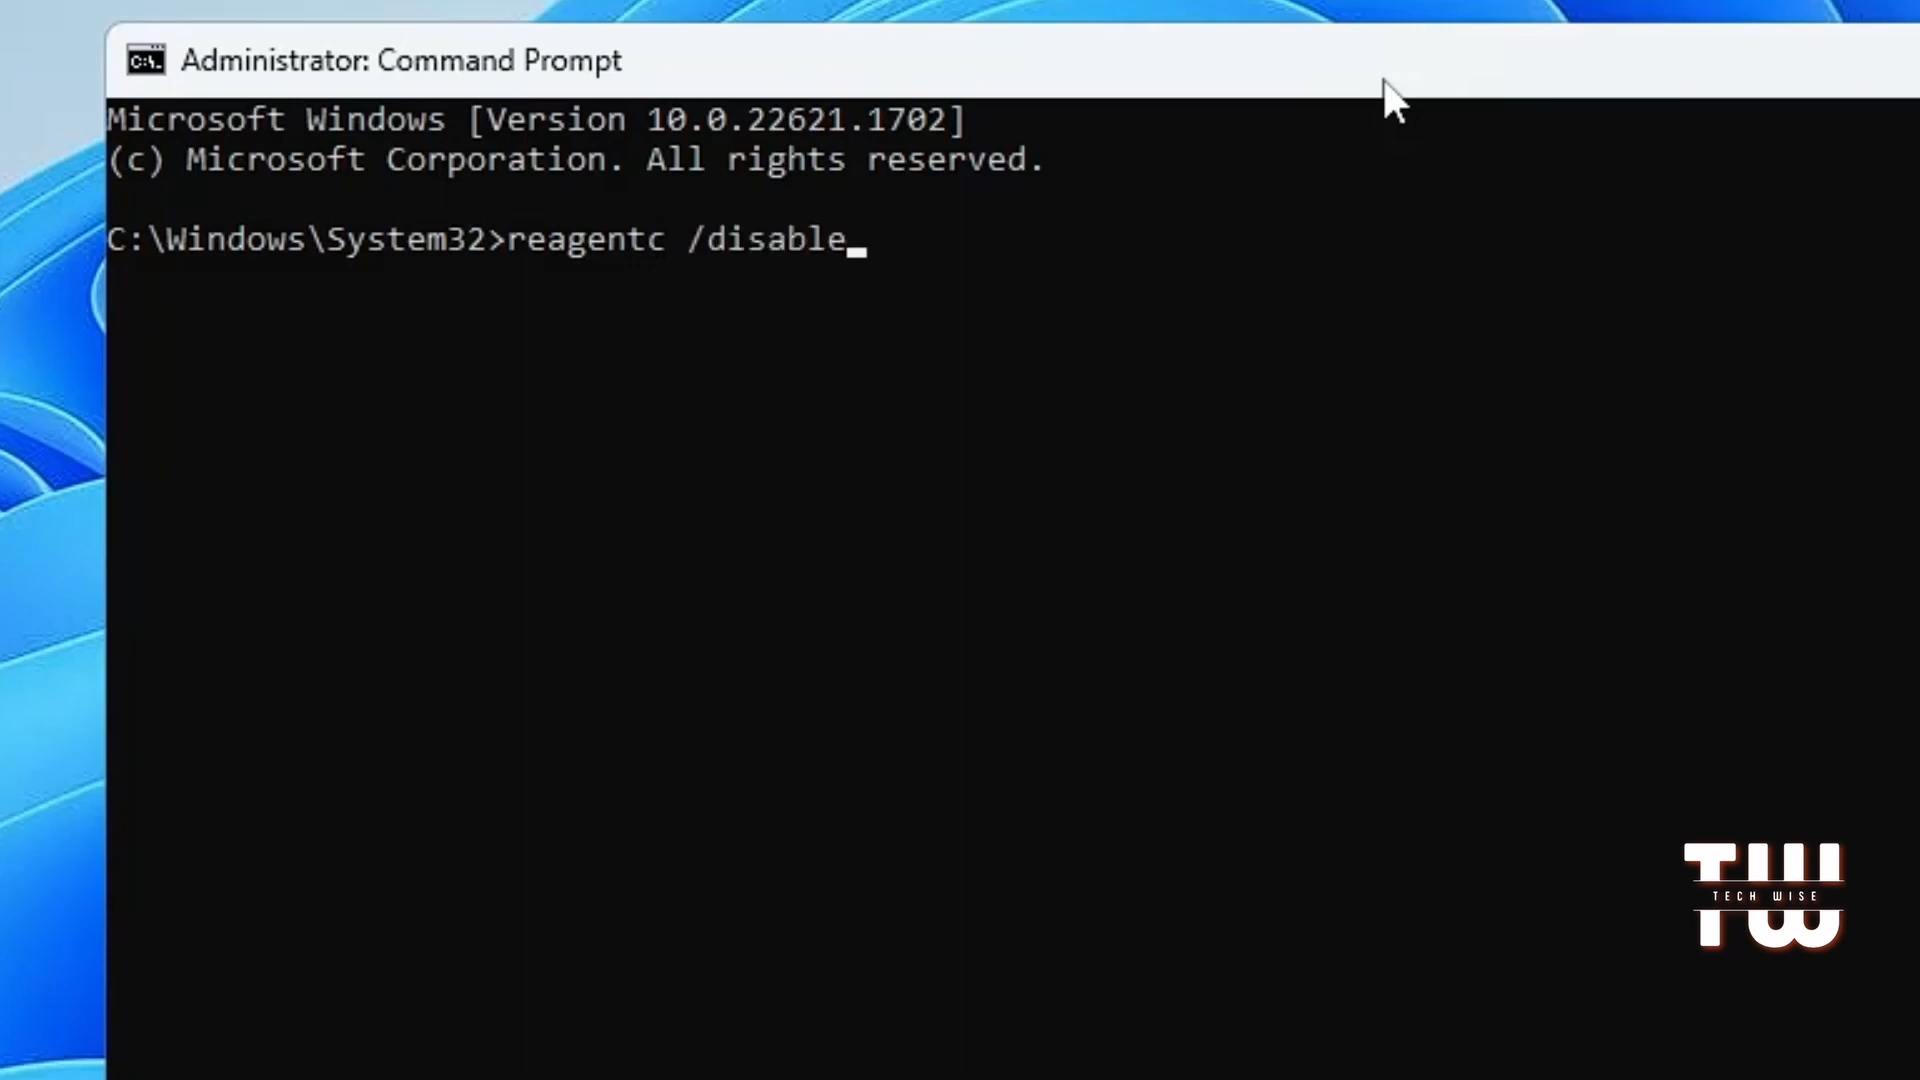 Administrator: Command Prompt
Microsoft Windows [Version 10.0.22621.1702]
(c) Microsoft Corporation. All rights reserved.
C:\Windows\System32>reagentc /disable
TW
TECH WISE